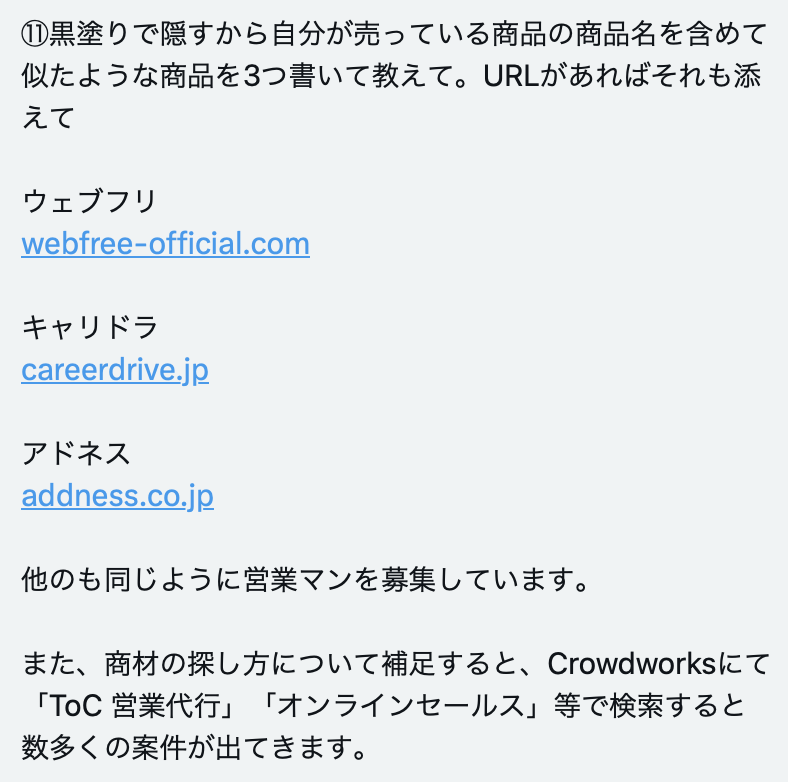 ⑪黒塗りで隠すから自分が売っている商品の商品名を含めて
似たような商品を3つ書いて教えて。URLがあればそれも添
えて
ウェブフリ
webfree-official.com
キャリドラ
careerdrive.jp
アドネス
addness.co.jp
他のも同じように営業マンを募集しています。
また、商材の探し方について補足すると、Crowdworksにて
「ToC 営業代行」「オンラインセールス」等で検索すると
数多くの案件が出てきます。